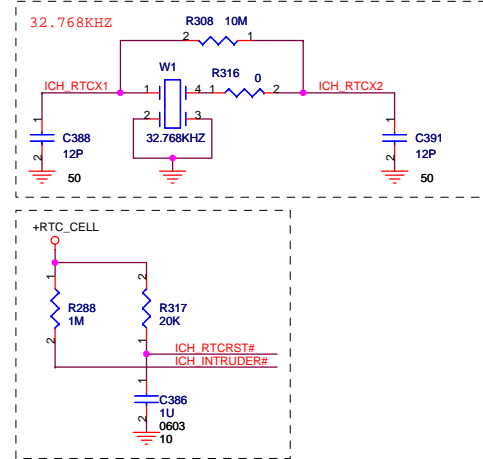 32.768KHZ
R308 10M
2 1
W1
R316
0
ICH_RTCX1
1 4 1 2
ICH_RTCX2
2 3
32.768KHZ
1
C388
12P
2
50
1
C391
12P
2
50
+RTC_CELL
1
R288
1M
2
2
R317
20K
1
ICH_RTCRST#
ICH_INTRUDER#
1
C386
1U
0603
10
2